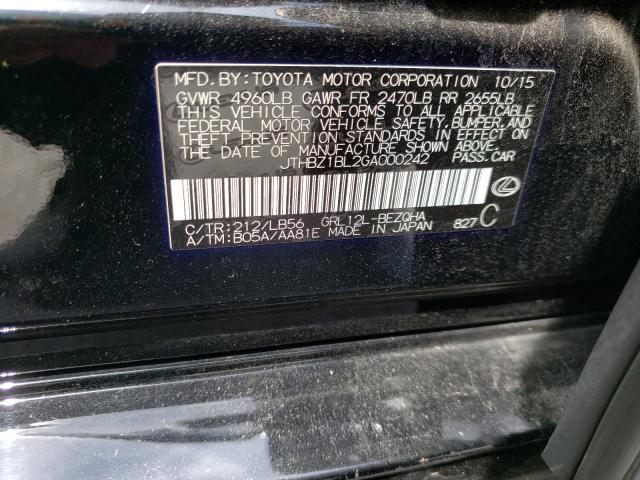 MFD. BY: TOYOTA MOTOR CORPORATION 10/15
GVWR 4960LB GAWR FR 2470LB RR 2655LB
THIS VEHICLE CONFORMS TO ALL APPLICABLE
FEDERAL MOTOR VEHICLE SAFETY, BUMPER, AND
THEFT PREVENTION STANDARDS IN EFFECT ON
THE DATE OF MANUFACTURE SHOWN ABOVE.
JTHBZ1BL2GA000242 PASS.CAR
C/TR: 212/LB56 GRL12L-BEZQHA
A/TM: B05A/AA81E MADE IN JAPAN 827 C